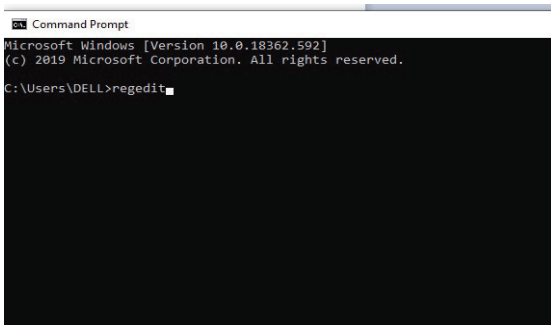 Command Prompt
Microsoft Windows [Version 10.0.18362.592]
(c) 2019 Microsoft Corporation. All rights reserved.
C:\Users\DELL>regedit